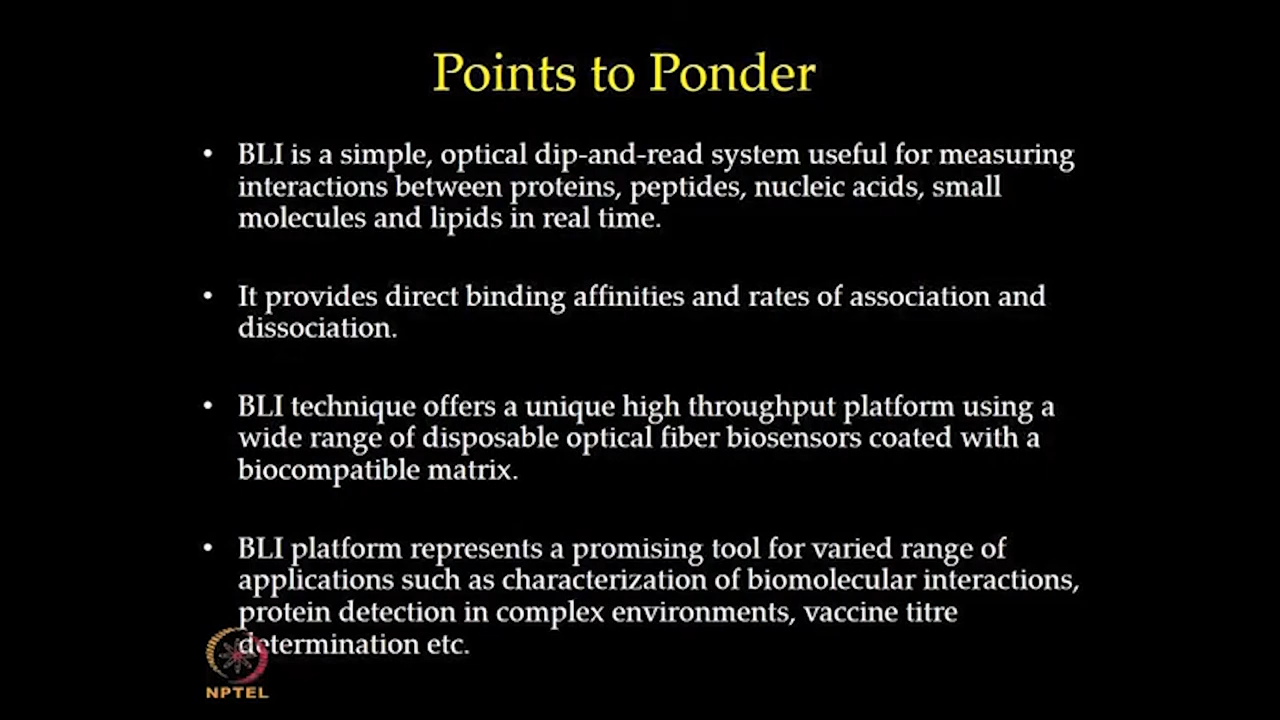 Points to Ponder
• BLI is a simple, optical dip-and-read system useful for measuring
interactions between proteins, peptides, nucleic acids, small
molecules and lipids in real time.
• It provides direct binding affinities and rates of association and
dissociation.
• BLI technique offers a unique high throughput platform using a
wide range of disposable optical fiber biosensors coated with a
biocompatible matrix.
• BLI platform represents a promising tool for varied range of
applications such as characterization of biomolecular interactions,
protein detection in complex environments, vaccine titre
determination etc.
NPTEL